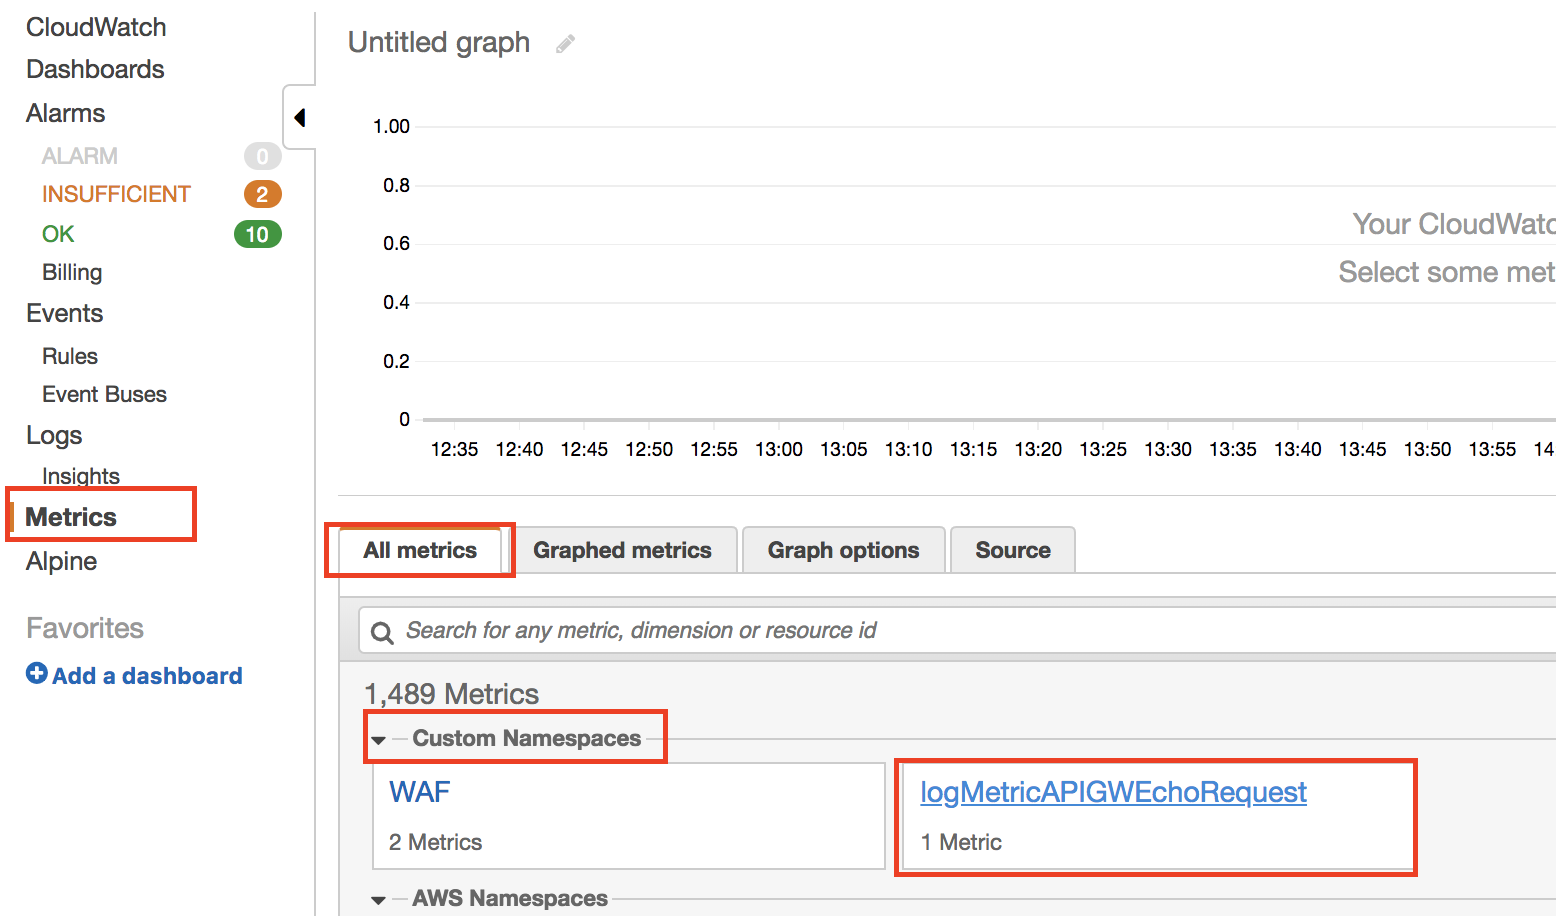 CloudWatch
Dashboards
Alarms
ALARM 0
INSUFFICIENT 2
OK 10
Billing
Events
Rules
Event Buses
Logs
Insights
Metrics
Alpine
Favorites
Add a dashboard
Untitled graph
1.00
0.8
0.6
0.4
0.2
0
Your CloudWatc
Select some met
12:35 12:40 12:45 12:50 12:55 13:00 13:05 13:10 13:15 13:20 13:25 13:30 13:35 13:40 13:45 13:50 13:55 14
All metrics Graphed metrics Graph options Source
Search for any metric, dimension or resource id
1,489 Metrics
Custom Namespaces
WAF
2 Metrics
logMetricAPIGWEchoRequest
1 Metric
AWS Namespaces